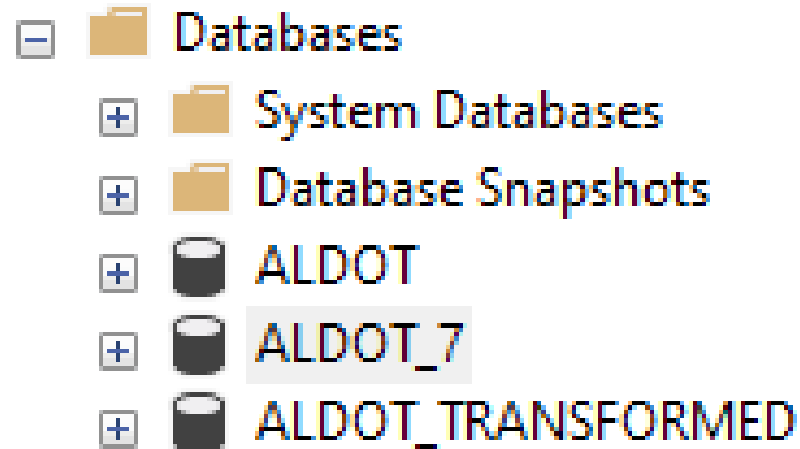 Databases
System Databases
Database Snapshots
ALDOT
ALDOT_7
ALDOT_TRANSFORMED